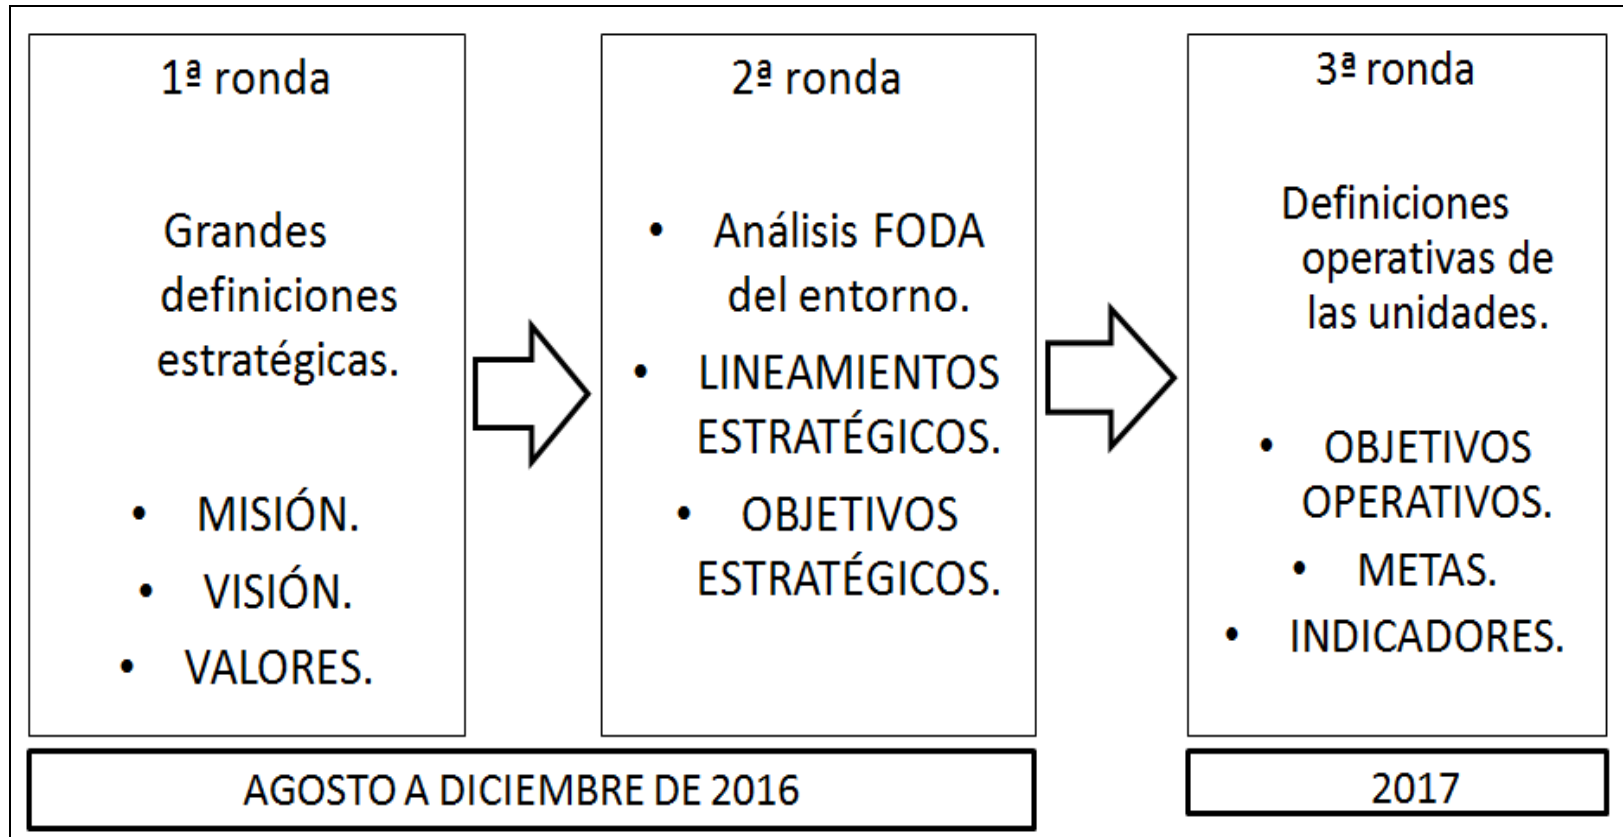 1ª ronda
Grandes
definiciones
estratégicas.
• MISIÓN.
• VISIÓN.
• VALORES.
2ª ronda
• Análisis FODA
del entorno.
• LINEAMIENTOS
ESTRATÉGICOS.
• OBJETIVOS
ESTRATÉGICOS.
3ª ronda
Definiciones
operativas de
las unidades.
• OBJETIVOS
OPERATIVOS.
• METAS.
• INDICADORES.
AGOSTO A DICIEMBRE DE 2016
2017